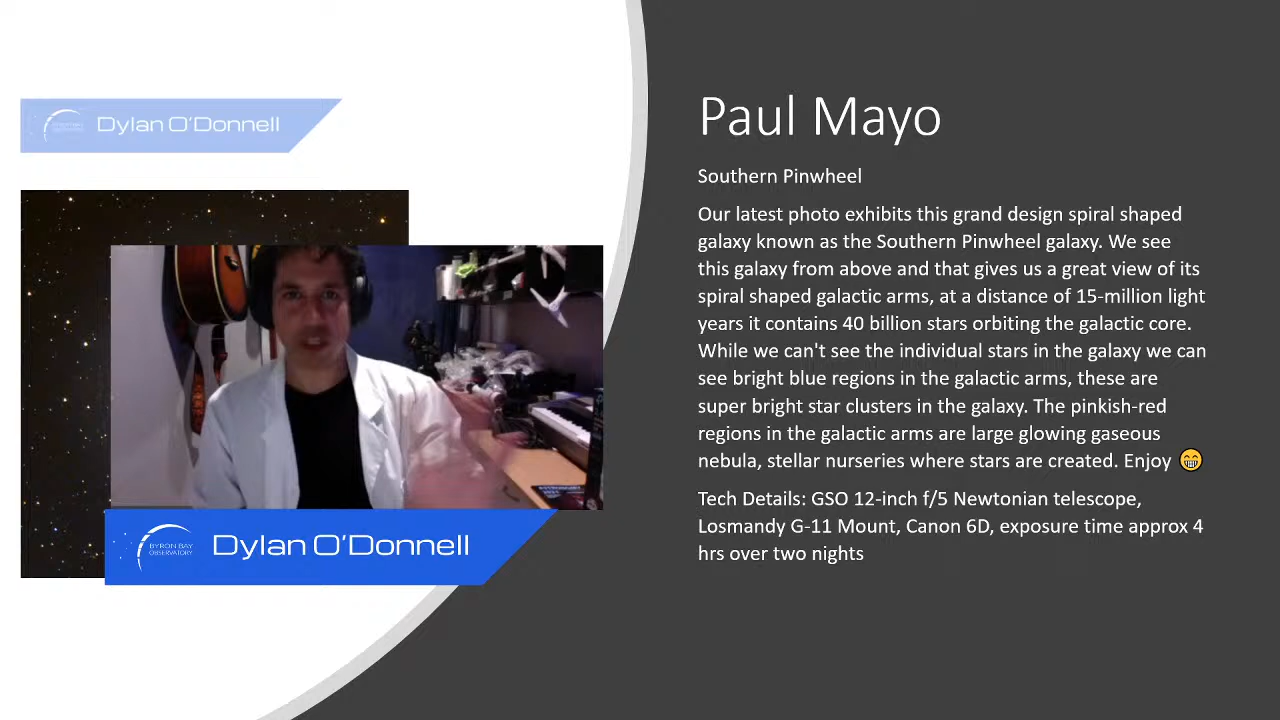 Dylan O'Donnell
BYRON BAY
OBSERVATORY
Dylan O'Donnell
Paul Mayo
Southern Pinwheel
Our latest photo exhibits this grand design spiral shaped
galaxy known as the Southern Pinwheel galaxy. We see
this galaxy from above and that gives us a great view of its
spiral shaped galactic arms, at a distance of 15-million light
years it contains 40 billion stars orbiting the galactic core.
While we can't see the individual stars in the galaxy we can
see bright blue regions in the galactic arms, these are
super bright star clusters in the galaxy. The pinkish-red
regions in the galactic arms are large glowing gaseous
nebula, stellar nurseries where stars are created. Enjoy 😁
Tech Details: GSO 12-inch f/5 Newtonian telescope,
Losmandy G-11 Mount, Canon 6D, exposure time approx 4
hrs over two nights